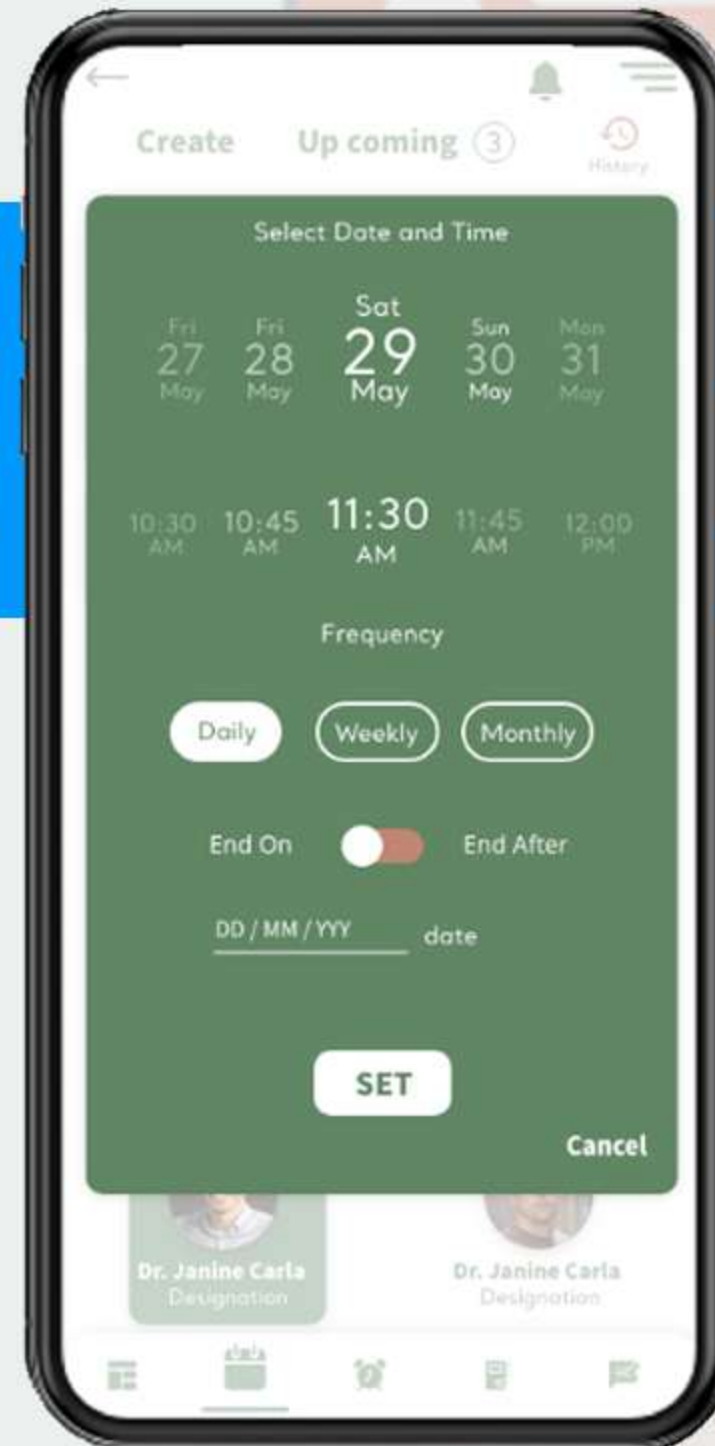 Create Up coming 3
History
Select Date and Time
Fri Fri Sat Sun Mon
27 28 29 30 31
May May May May May
10:30 10:45 11:30 11:45 12:00
AM AM AM AM PM
Frequency
Daily Weekly Monthly
End On End After
DD / MM / YYY date
SET
Cancel
Dr. Janine Carla Dr. Janine Carla
Designation Designation